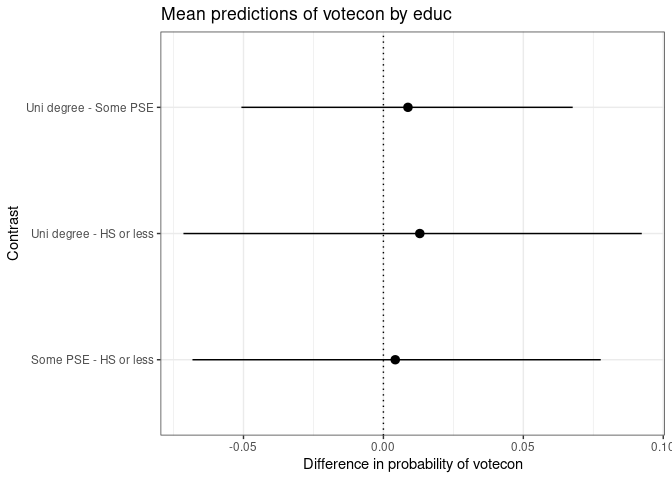 Mean predictions of votecon by educ
Uni degree - Some PSE
Uni degree - HS or less
Some PSE - HS or less
Contrast
-0.05 0.00 0.05 0.10
Difference in probability of votecon